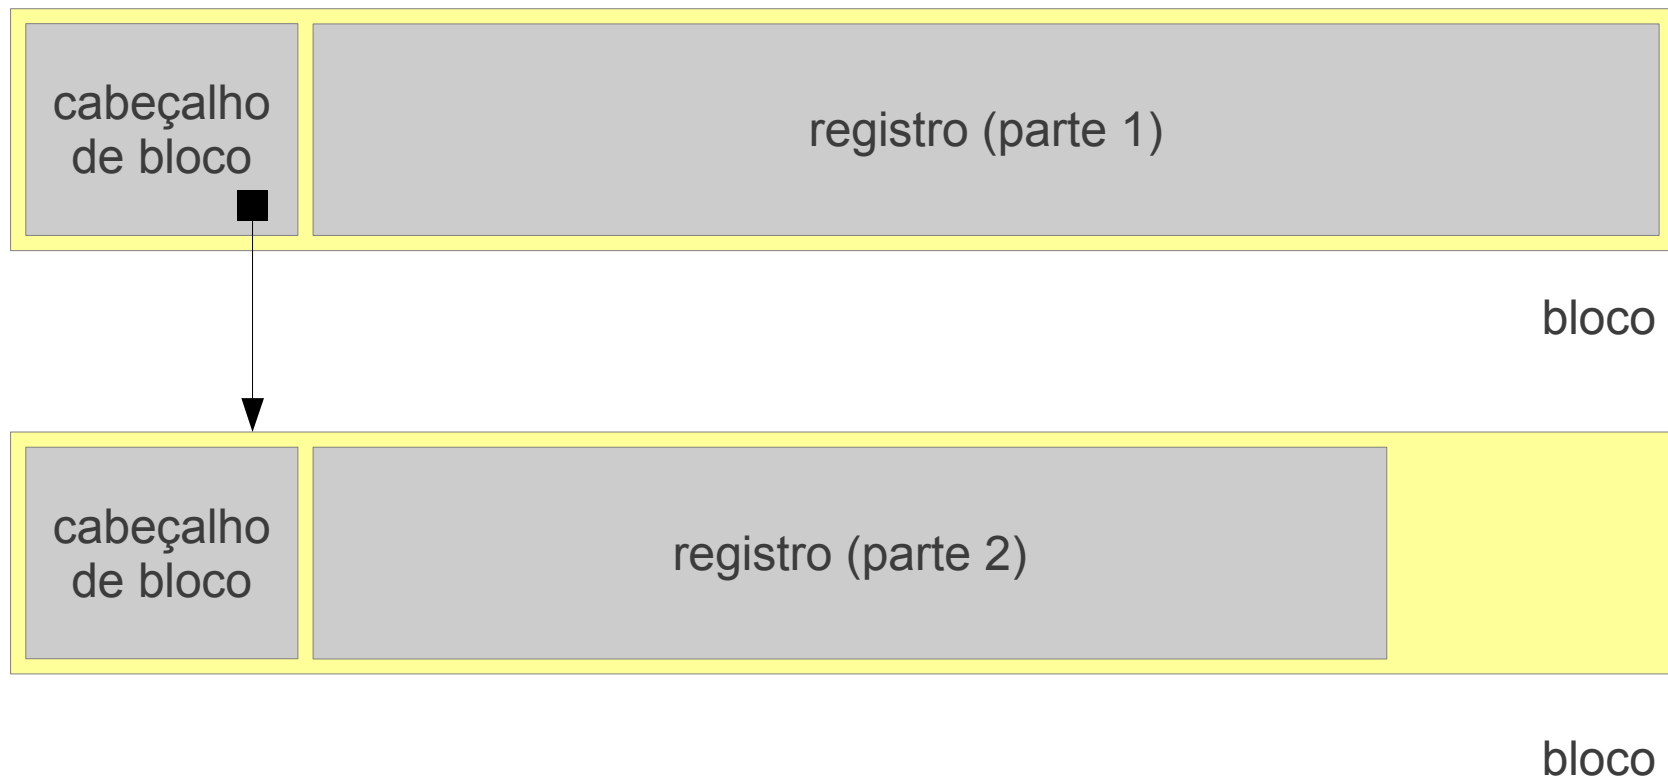 cabeçalho
de bloco
registro (parte 1)
bloco
cabeçalho
de bloco
registro (parte 2)
bloco